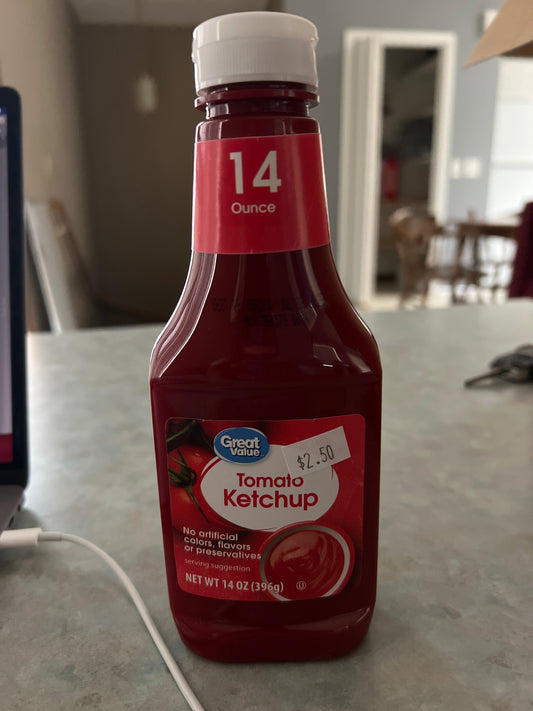 14
Ounce
Great
Value.
$2.50
Tomato
Ketchup
No artificial
colors, flavors
or preservatives
serving suggestion
NET WT 14 OZ (396g)
U